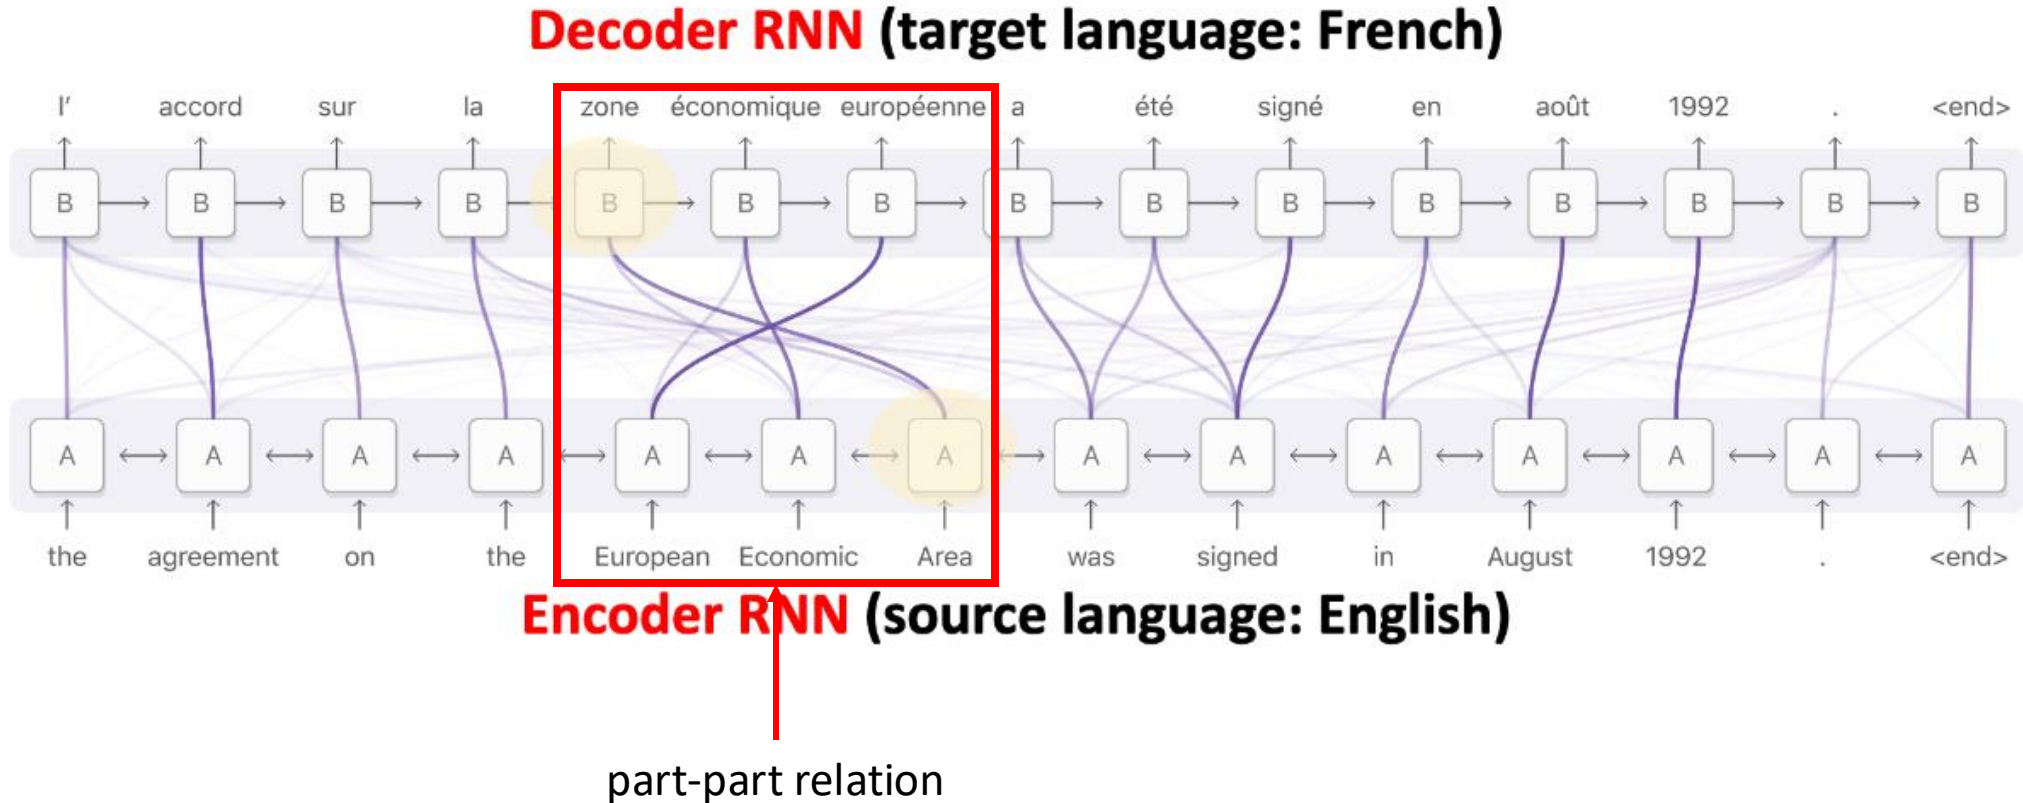 Decoder RNN (target language: French)
l' accord sur la zone économique européenne a été signé en août 1992 . <end>
B B B B B B B B B B B B B B B
A A A A A A A A A A A A A A
the agreement on the European Economic Area was signed in August 1992 . <end>
Encoder RNN (source language: English)
part-part relation